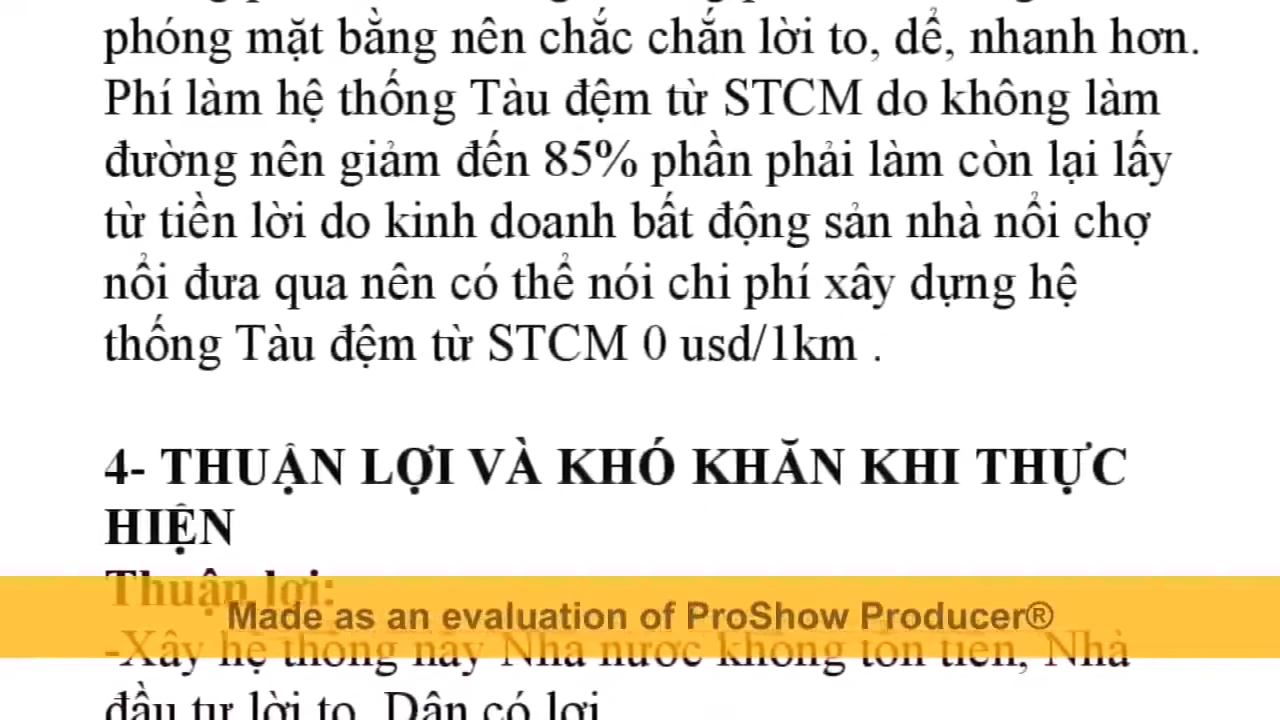 phóng mặt bằng nên chắc chắn lời to, dể, nhanh hơn.
Phí làm hệ thống Tàu đệm từ STCM do không làm
đường nên giảm đến 85% phần phải làm còn lại lấy
từ tiền lời do kinh doanh bất động sản nhà nổi chợ
nổi đưa qua nên có thể nói chi phí xây dựng hệ
thống Tàu đệm từ STCM 0 usd/1km .
4- THUẬN LỢI VÀ KHÓ KHĂN KHI THỰC
HIỆN
Thuận lợi:
Made as an evaluation of ProShow Producer®
-Xây hệ thống này Nhà nước không tốn tiền, Nhà
đầu tư lời to, Dân có lợi